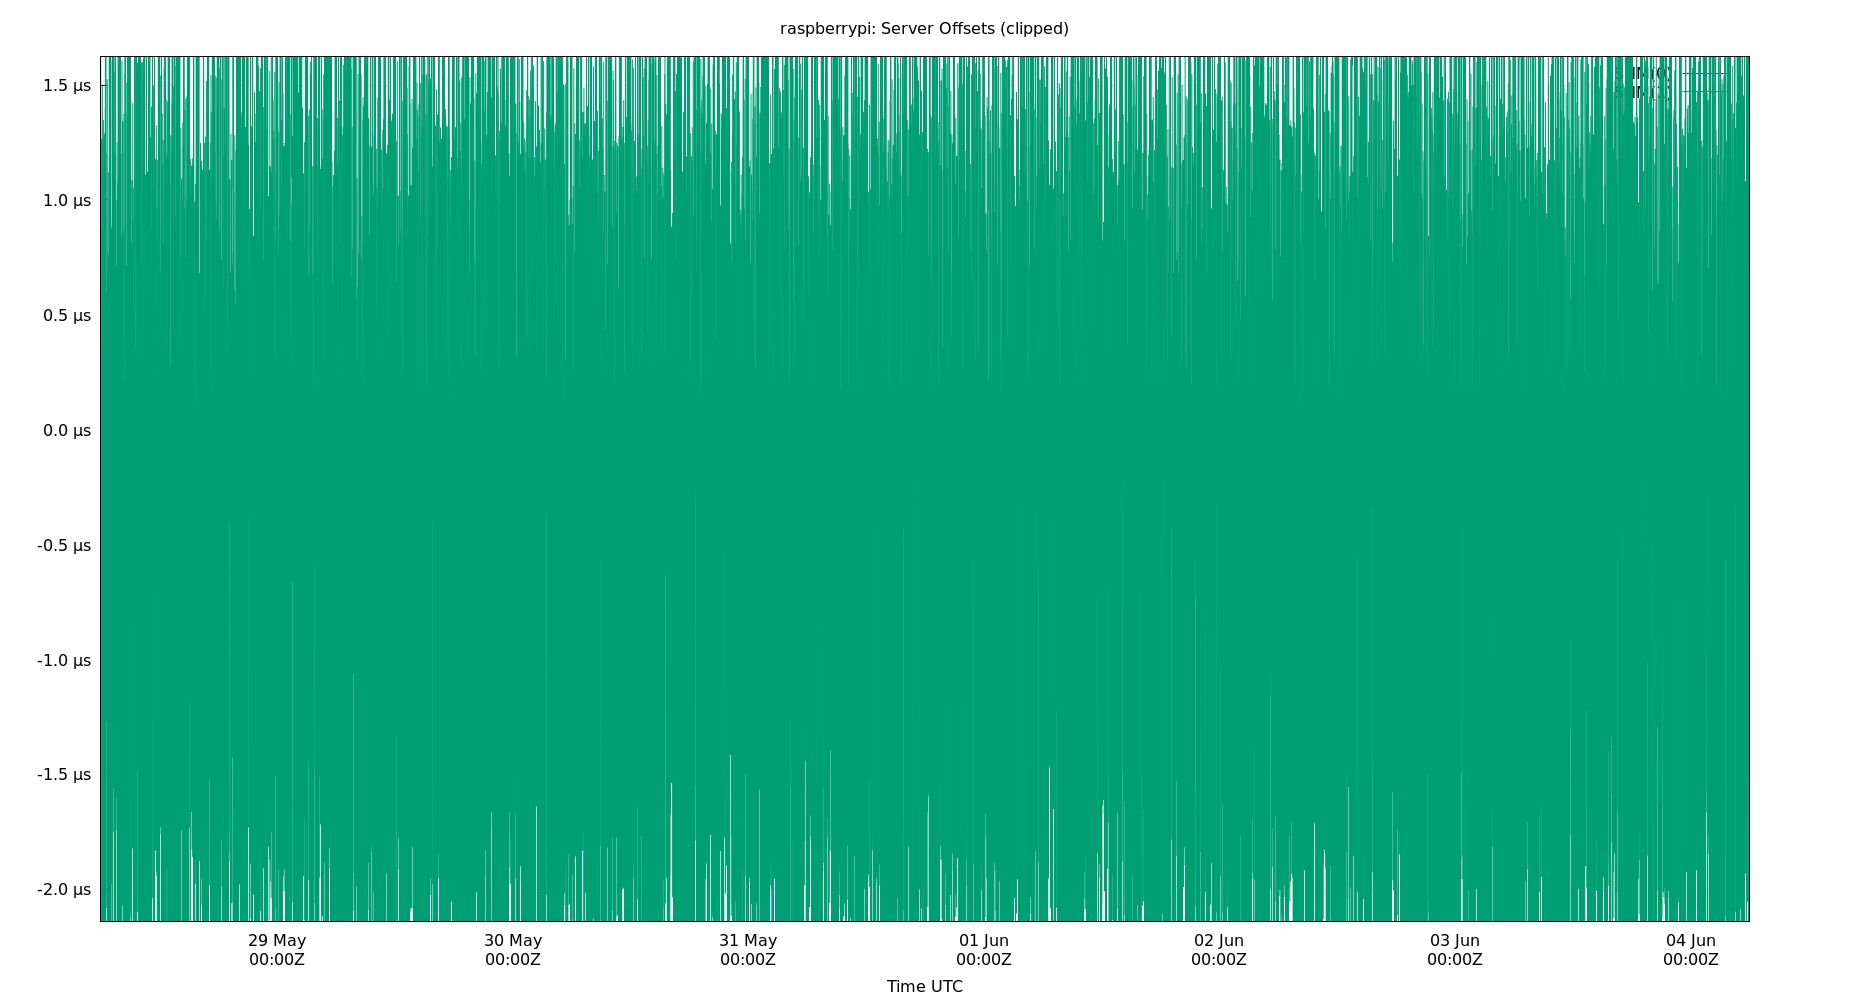 raspberrypi: Server Offsets (clipped)
1.5 µs
1.0 µs
0.5 µs
0.0 µs
-0.5 µs
-1.0 µs
-1.5 µs
-2.0 µs
29 May
00:00Z
30 May
00:00Z
31 May
00:00Z
01 Jun
00:00Z
02 Jun
00:00Z
03 Jun
00:00Z
04 Jun
00:00Z
Time UTC